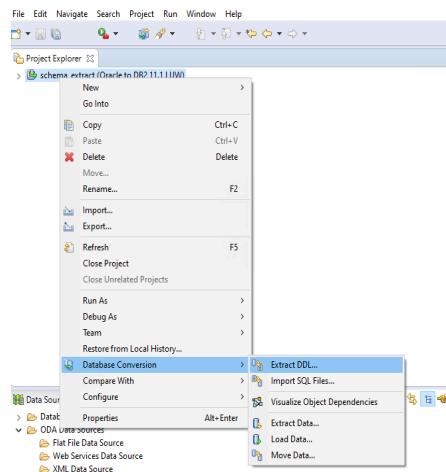 File Edit Navigate Search Project Run Window Help
Project Explorer
schema_extract (Oracle to DB2 11.1 LUW)
New
Go Into
Copy Ctrl+C
Paste Ctrl+V
Delete Delete
Move...
Rename... F2
Import...
Export...
Refresh F5
Close Project
Close Unrelated Projects
Run As
Debug As
Team
Restore from Local History...
Database Conversion
Compare With
Configure
Properties Alt+Enter
Extract DDL...
Import SQL Files...
Visualize Object Dependencies
Extract Data...
Load Data...
Move Data...
Data Sour
Datab
ODA Data Sources
Flat File Data Source
Web Services Data Source
XML Data Source